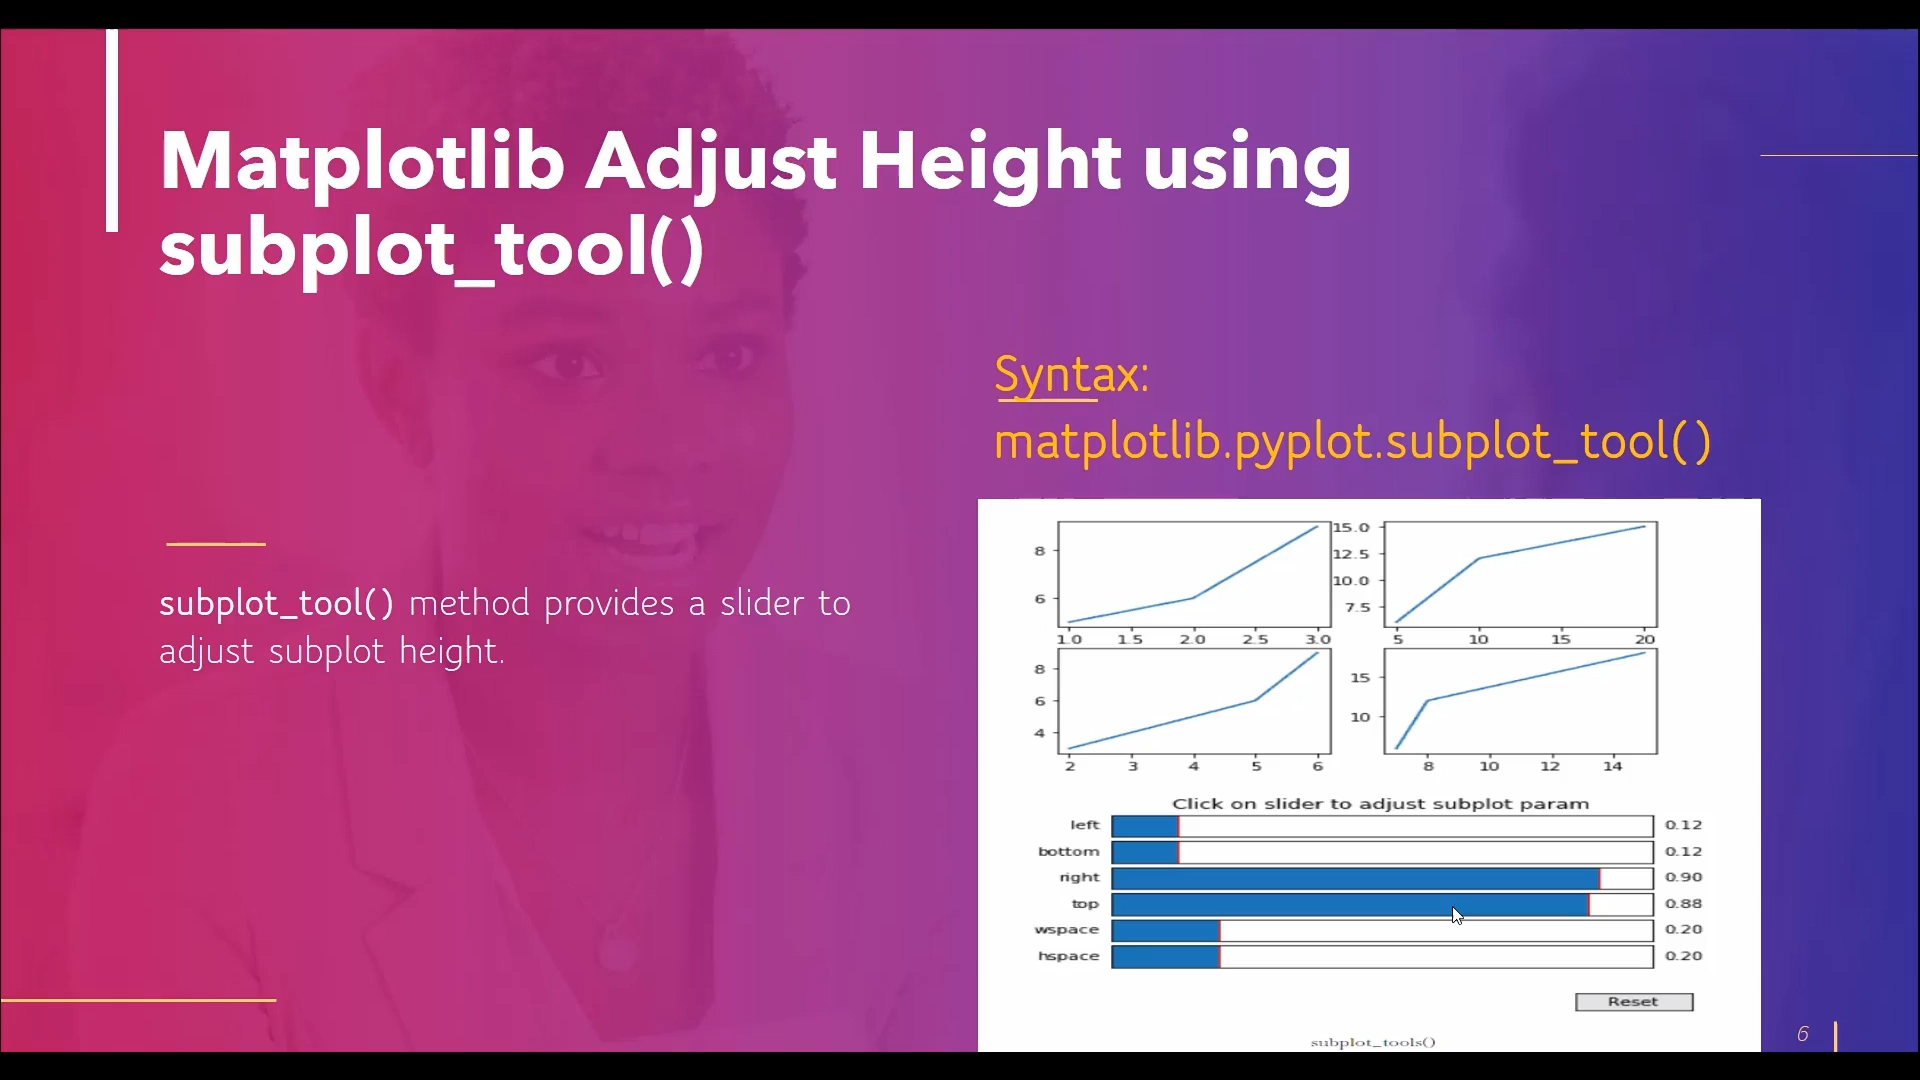 Matplotlib Adjust Height using
subplot_tool()
Syntax:
matplotlib.pyplot.subplot_tool()
subplot_tool() method provides a slider to
adjust subplot height.
8
6
1.0 1.5 2.0 2.5 3.0
15.0
12.5
10.0
7.5
5 10 15 20
8
6
4
2 3 4 5 6
15
10
8 10 12 14
Click on slider to adjust subplot param
left 0.12
bottom 0.12
right 0.90
top 0.88
wspace 0.20
hspace 0.20
Reset
subplot_tools()
6